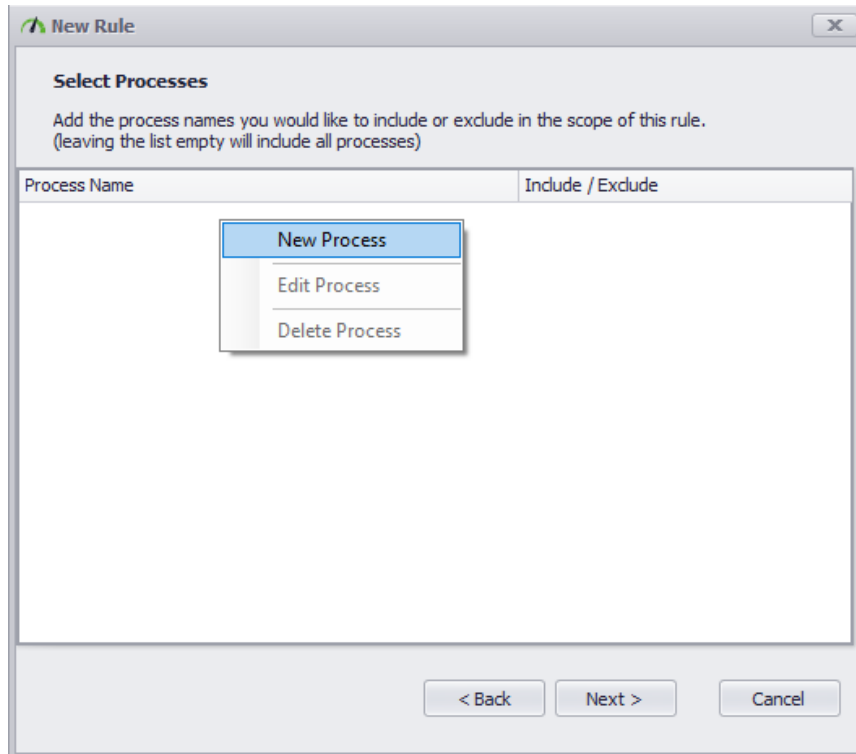 New Rule
Select Processes
Add the process names you would like to include or exclude in the scope of this rule.
(leaving the list empty will include all processes)
Process Name Include / Exclude
New Process
Edit Process
Delete Process
< Back Next > Cancel